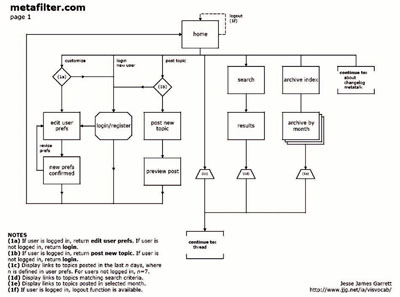 metafilter.com
page 1
home
logout
(1f)
customize
login
new user
post topic
(1a)
(1b)
search
archive index
continue to:
about
changelog
metatalk
edit user
prefs
login/register
post new
topic
results
archive by
month
revise
prefs
new prefs
confirmed
preview post
(1c)
(1d)
(1e)
continue to:
thread
NOTES
(1a) If user is logged in, return edit user prefs. If user is
not logged in, return login.
(1b) If user is logged in, return post new topic. If user is
not logged in, return login.
(1c) Display links to topics posted in the last n days, where
n is defined in user prefs. For users not logged in, n=7.
(1d) Display links to topics matching search criteria.
(1e) Display links to topics posted in selected month.
(1f) If user is logged in, logout function is available.
Jesse James Garrett
http://www.jjg.net/ia/visvocab/